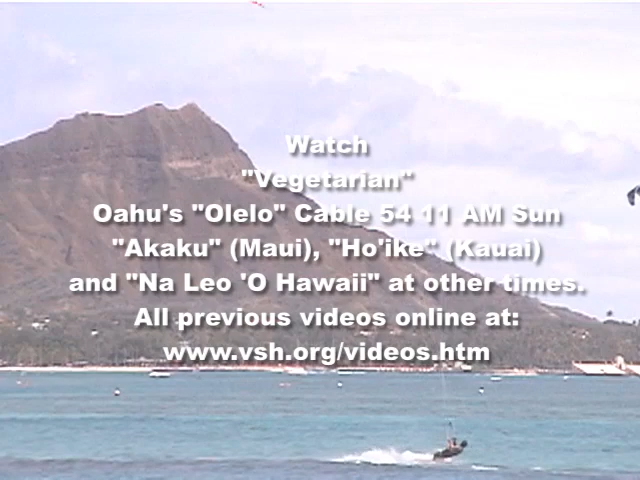 Watch
"Vegetarian"
Oahu's "Olelo" Cable 54 11 AM Sun
"Akaku" (Maui), "Ho'ike" (Kauai)
and "Na Leo 'O Hawaii" at other times.
All previous videos online at:
www.vsh.org/videos.htm